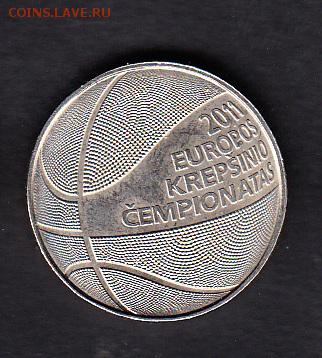 COINS.LAVE.RU
2011
EUROPOS
KREPŠINIO
ČEMPIONATAS